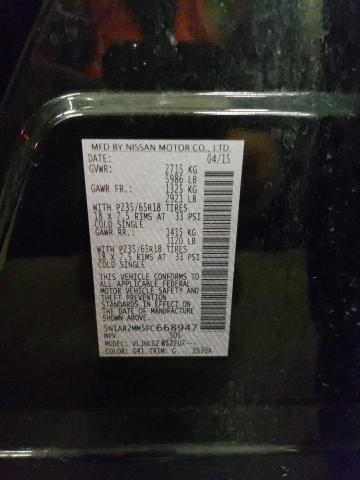 MFD BY NISSAN MOTOR CO., LTD.
DATE: 04/15
GVWR: 2715 KG
5986 LB
GAWR FR.: 1325 KG
2921 LB
WITH P235/65R18 TIRES
18 X 7.5 RIMS AT 33 PSI
COLD SINGLE
GAWR RR.: 1415 KG
3120 LB
WITH P235/65R18 TIRES
18 X 7.5 RIMS AT 33 PSI
COLD SINGLE
THIS VEHICLE CONFORMS TO
ALL APPLICABLE FEDERAL
MOTOR VEHICLE SAFETY
STANDARDS IN EFFECT ON THE
DATE OF MANUFACTURE
SHOWN ABOVE.
5N1AR2MM5FC668947
SUS
MODEL: VLJNLGZ R52EU7---
COLOR: G41 TRIM: G